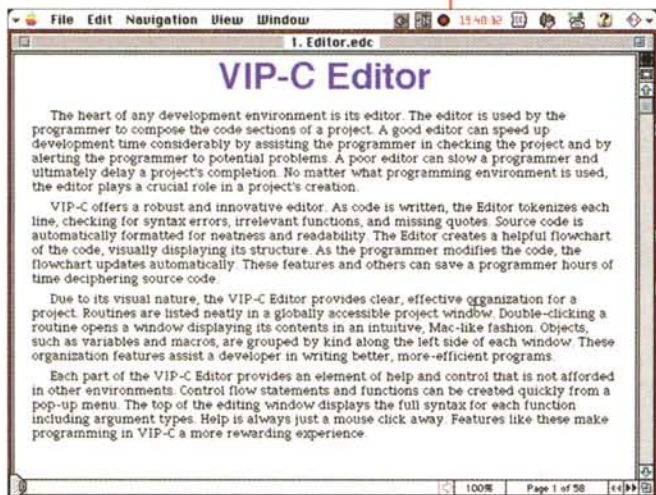 File Edit Navigation View Window 19:40:32
1. Editor.edc
VIP-C Editor
The heart of any development environment is its editor. The editor is used by the
programmer to compose the code sections of a project. A good editor can speed up
development time considerably by assisting the programmer in checking the project and by
alerting the programmer to potential problems. A poor editor can slow a programmer and
ultimately delay a project's completion. No matter what programming environment is used,
the editor plays a crucial role in a project's creation.
VIP-C offers a robust and innovative editor. As code is written, the Editor tokenizes each
line, checking for syntax errors, irrelevant functions, and missing quotes. Source code is
automatically formatted for neatness and readability. The Editor creates a helpful flowchart
of the code, visually displaying its structure. As the programmer modifies the code, the
flowchart updates automatically. These features and others can save a programmer hours of
time deciphering source code.
Due to its visual nature, the VIP-C Editor provides clear, effective organization for a
project. Routines are listed neatly in a globally accessible project window. Double-clicking a
routine opens a window displaying its contents in an intuitive, Mac-like fashion. Objects,
such as variables and macros, are grouped by kind along the left side of each window. These
organization features assist a developer in writing better, more-efficient programs.
Each part of the VIP-C Editor provides an element of help and control that is not afforded
in other environments. Control flow statements and functions can be created quickly from a
pop-up menu. The top of the editing window displays the full syntax for each function
including argument types. Help is always just a mouse click away. Features like these make
programming in VIP-C a more rewarding experience.
100% Page 1 of 58